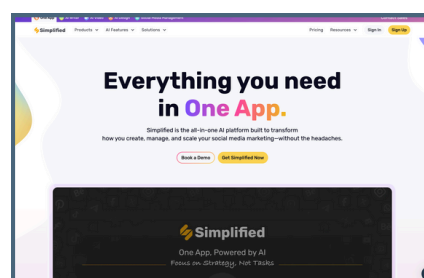 Simplified
Products
AI Features
Solutions
Pricing
Resources
Sign In
Sign Up
Everything you need
in One App.
Simplified is the all-in-one AI platform built to transform
how you create, manage, and scale your social media marketing—without the headaches.
Book a Demo
Get Simplified Now
Simplified
One App, Powered by AI
Focus on Strategy, Not Tasks